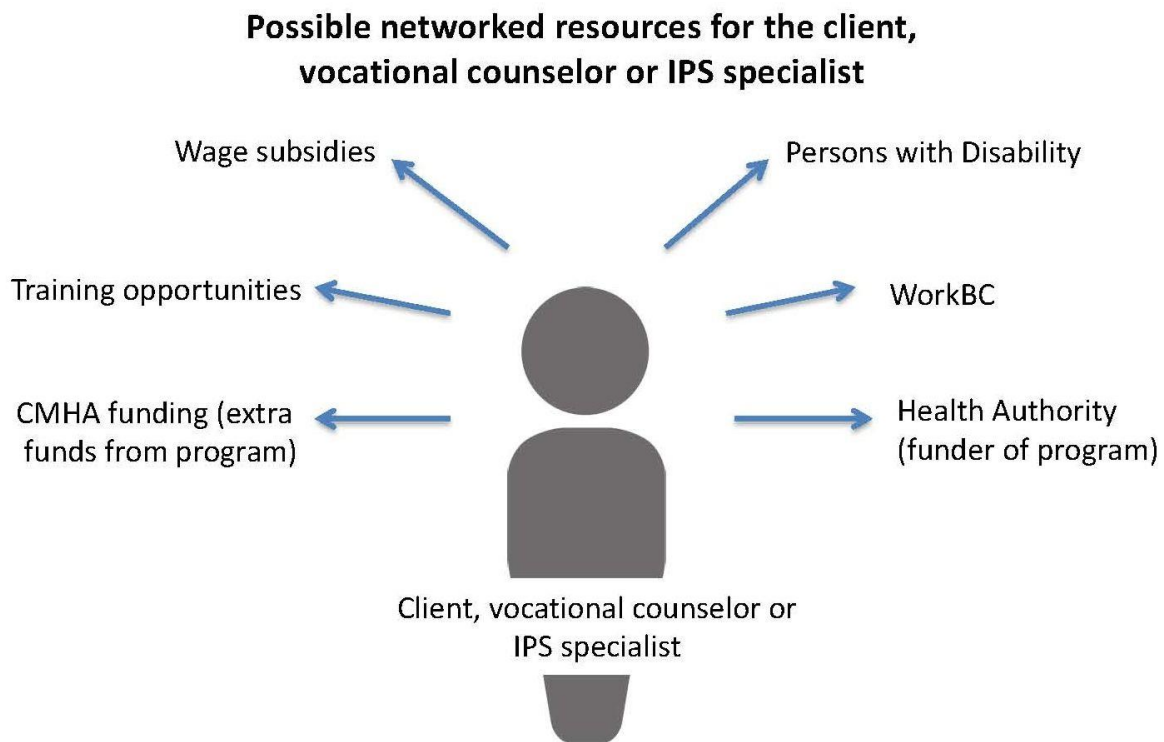 Possible networked resources for the client,
vocational counselor or IPS specialist
Wage subsidies
Persons with Disability
Training opportunities
WorkBC
CMHA funding (extra
funds from program)
Health Authority
(funder of program)
Client, vocational counselor or
IPS specialist